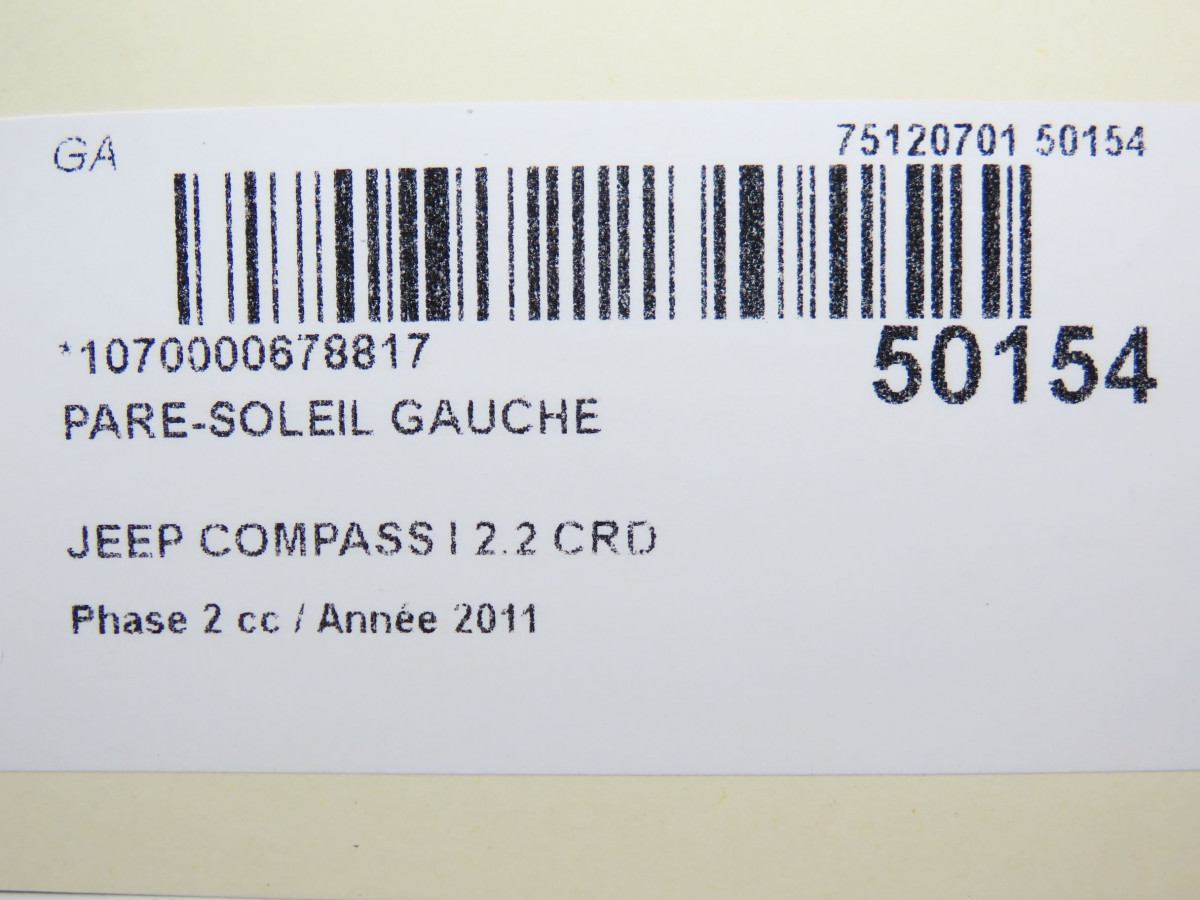 GA
75120701 50154
*1070000678817
50154
PARE-SOLEIL GAUCHE
JEEP COMPASS I 2.2 CRD
Phase 2 cc / Année 2011